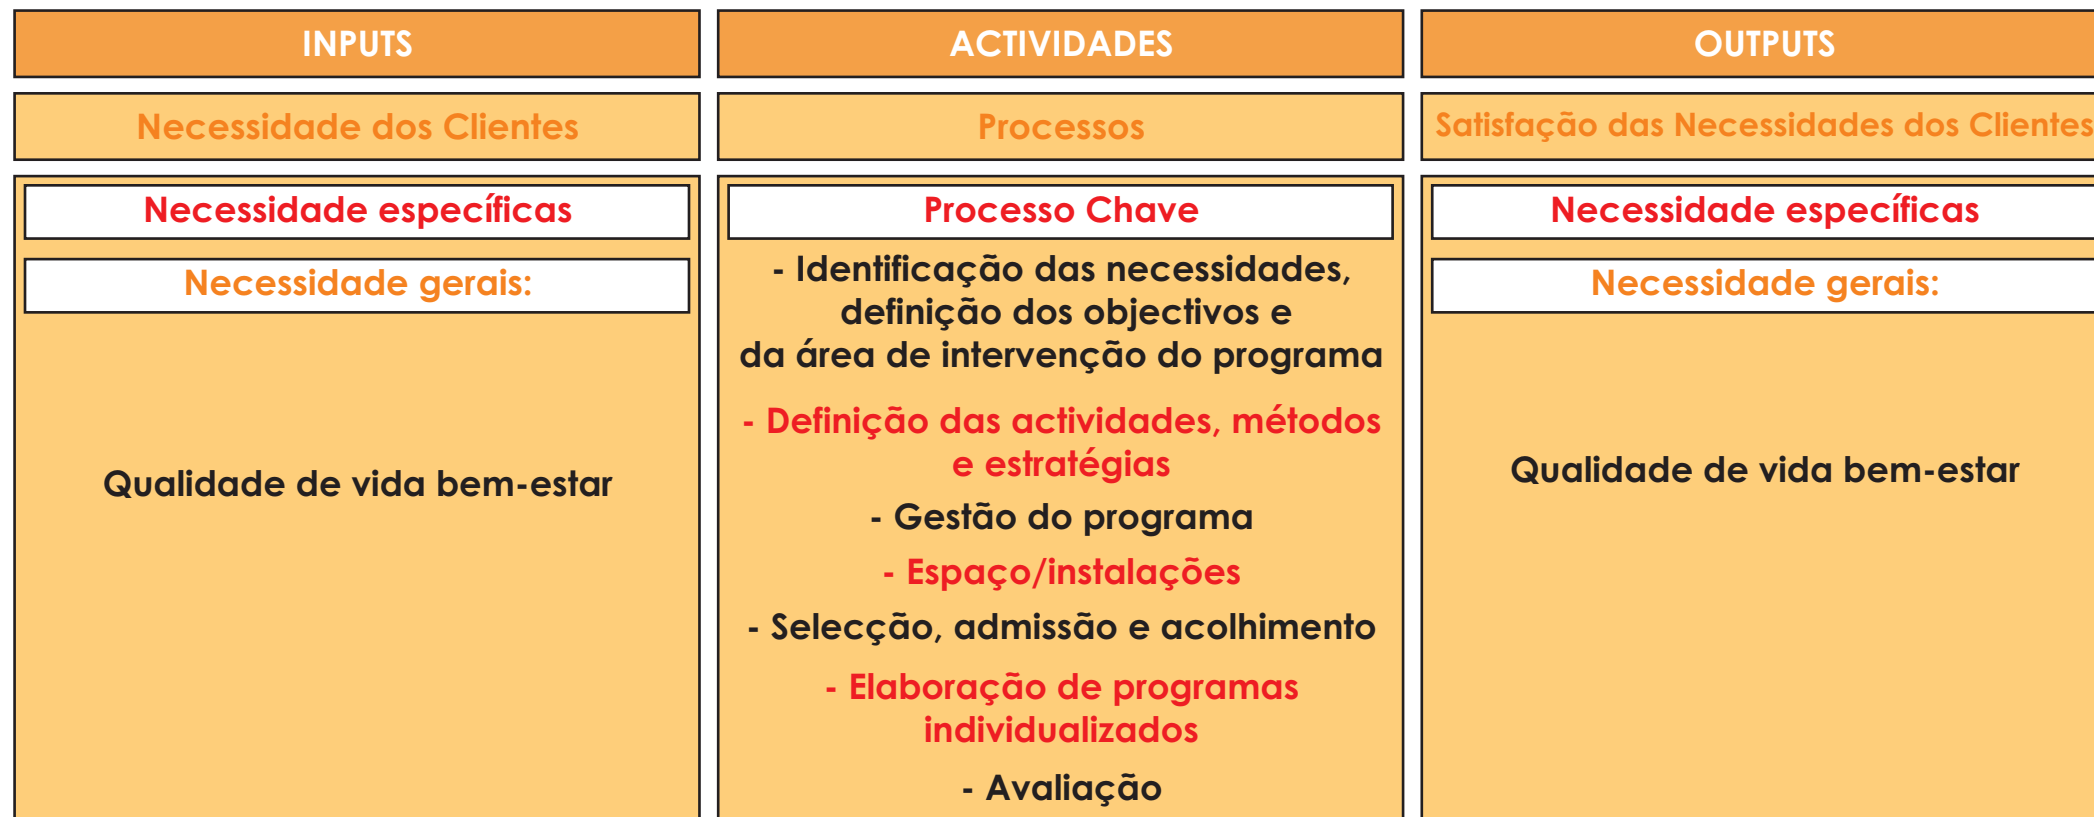 INPUTS
Necessidade dos Clientes
Necessidade específicas
Necessidade gerais:
Qualidade de vida bem-estar
ACTIVIDADES
Processos
Processo Chave
- Identificação das necessidades,
definição dos objectivos e
da área de intervenção do programa
- Definição das actividades, métodos
e estratégias
- Gestão do programa
- Espaço/instalações
- Selecção, admissão e acolhimento
- Elaboração de programas
individualizados
- Avaliação
OUTPUTS
Satisfação das Necessidades dos Clientes
Necessidade específicas
Necessidade gerais:
Qualidade de vida bem-estar